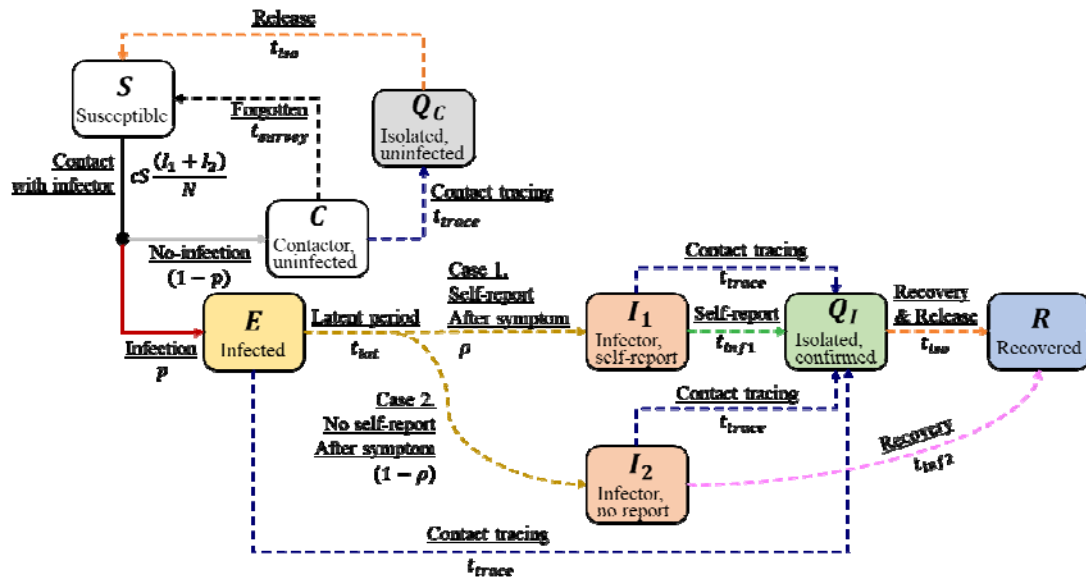 Release
t_iso
S
Susceptible
Q_C
Isolated,
uninfected
Forgotten
t_survey
Contact
with infector
cS (I_1 + I_2) / N
Contact tracing
t_trace
C
Contactor,
uninfected
No-infection
(1 − p)
Case 1.
Self-report
After symptom
ρ
Contact tracing
t_trace
E
Infected
Infection
p
Latent period
t_lat
I_1
Infector,
self-report
Self-report
t_inf1
Q_I
Isolated,
confirmed
Recovery
& Release
t_iso
R
Recovered
Case 2.
No self-report
After symptom
(1 − ρ)
Contact tracing
t_trace
I_2
Infector,
no report
Recovery
t_inf2
Contact tracing
t_trace